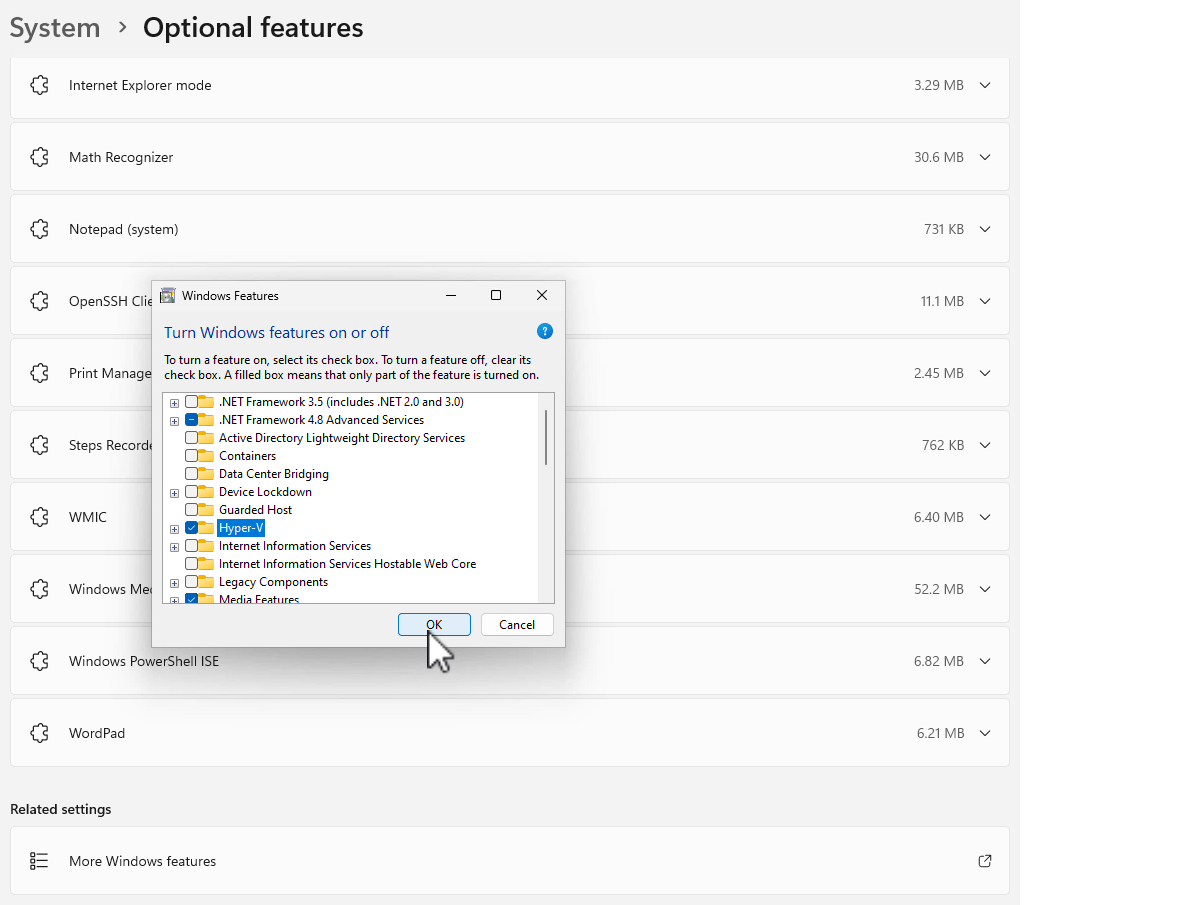 System › Optional features
Internet Explorer mode 3.29 MB
Math Recognizer 30.6 MB
Notepad (system) 731 KB
OpenSSH Clie 11.1 MB
Print Manage 2.45 MB
Steps Recorde 762 KB
WMIC 6.40 MB
Windows Med 52.2 MB
Windows PowerShell ISE 6.82 MB
WordPad 6.21 MB
Related settings
More Windows features
Windows Features
Turn Windows features on or off
?
To turn a feature on, select its check box. To turn a feature off, clear its
check box. A filled box means that only part of the feature is turned on.
.NET Framework 3.5 (includes .NET 2.0 and 3.0)
.NET Framework 4.8 Advanced Services
Active Directory Lightweight Directory Services
Containers
Data Center Bridging
Device Lockdown
Guarded Host
Hyper-V
Internet Information Services
Internet Information Services Hostable Web Core
Legacy Components
Media Features
OK Cancel